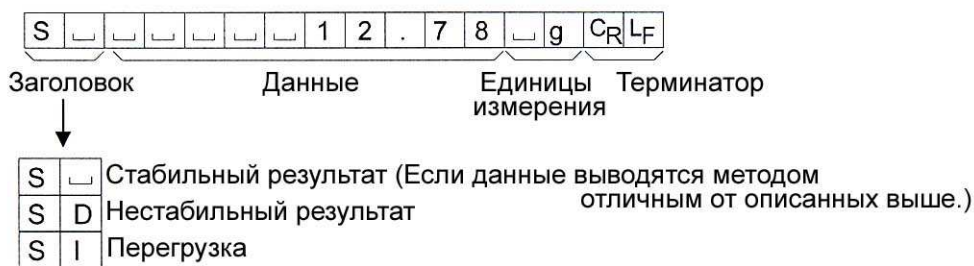 S ␣ ␣ ␣ ␣ ␣ ␣ 1 2 . 7 8 ␣ g CR LF
Заголовок Данные Единицы измерения Терминатор
S ␣ Стабильный результат (Если данные выводятся методом
отличным от описанных выше.)
S D Нестабильный результат
S I Перегрузка